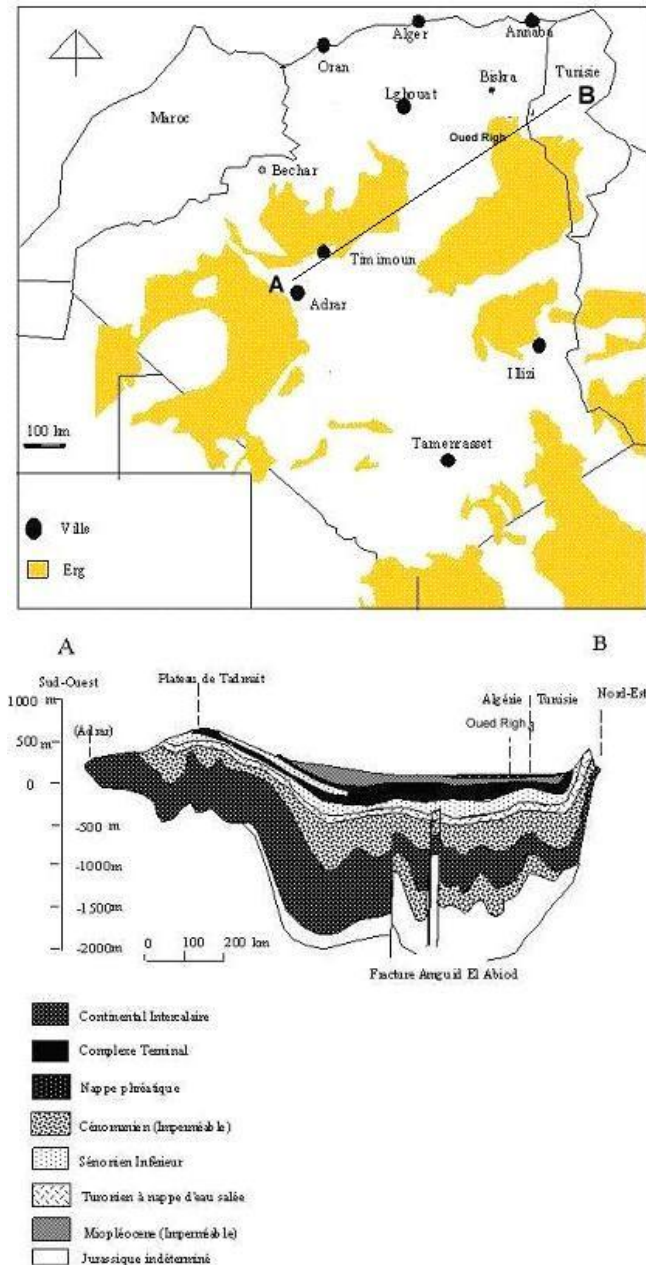 Alger
Annaba
Oran
Biskra
Tunisie
B
Lghouat
Maroc
Oued Righ
Bechar
Timimoun
A
Adrar
Illizi
100 km
Tamenrasset
Ville
Erg
A
B
Sud-Ouest
Plateau de Tadmait
Nord-Est
1000 m
Algérie
Tunisie
(Adrar)
Oued Righ
500 m
0
-500 m
-1000m
-1500m
-2000m
0 100 200 km
Fracture Amguid El Abiod
Continental Intercalaire
Complexe Terminal
Nappe phréatique
Cénomanien (Imperméable)
Sénonien Inférieur
Turonien à nappe d'eau salée
Miopléocene (Imperméable)
Jurassique indéterminé